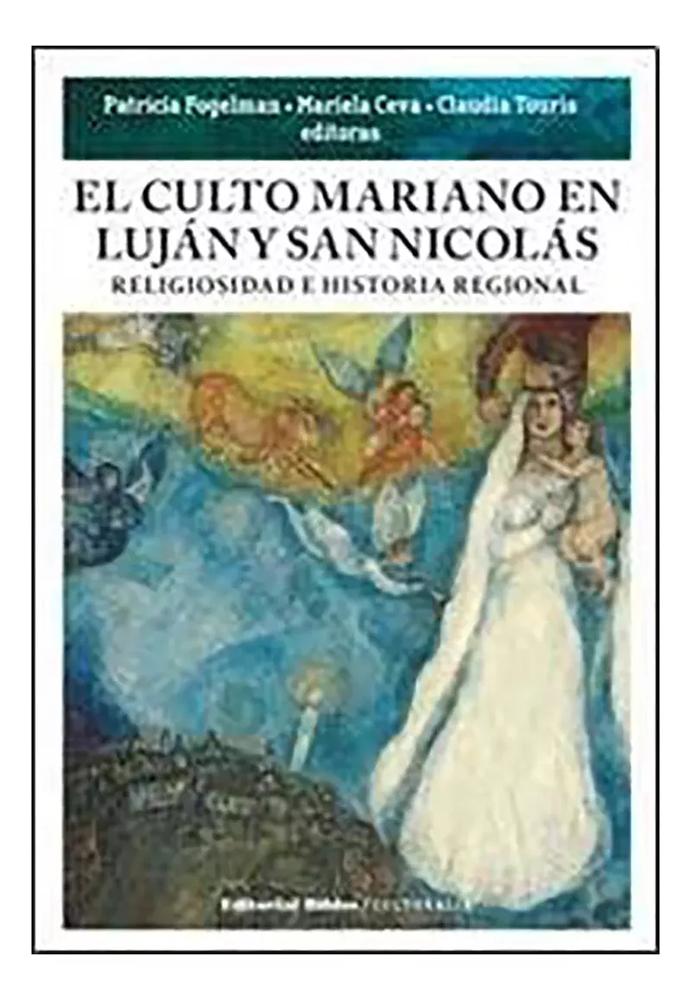 Patricia Fogelman • Mariela Ceva • Claudia Touris
editoras
EL CULTO MARIANO EN
LUJÁN Y SAN NICOLÁS
RELIGIOSIDAD E HISTORIA REGIONAL
Editorial Biblos / CULTURALIA